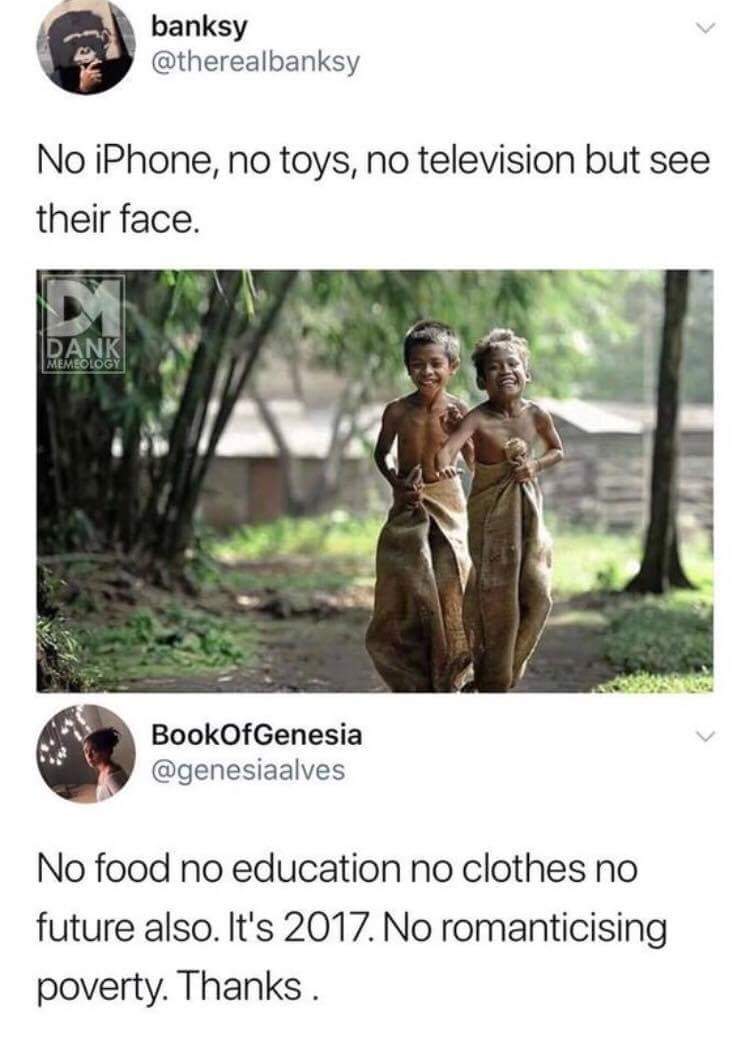 banksy
@therealbanksy
No iPhone, no toys, no television but see
their face.
DM
DANK
MEMEOLOGY
BookOfGenesia
@genesiaalves
No food no education no clothes no
future also. It's 2017. No romanticising
poverty. Thanks .